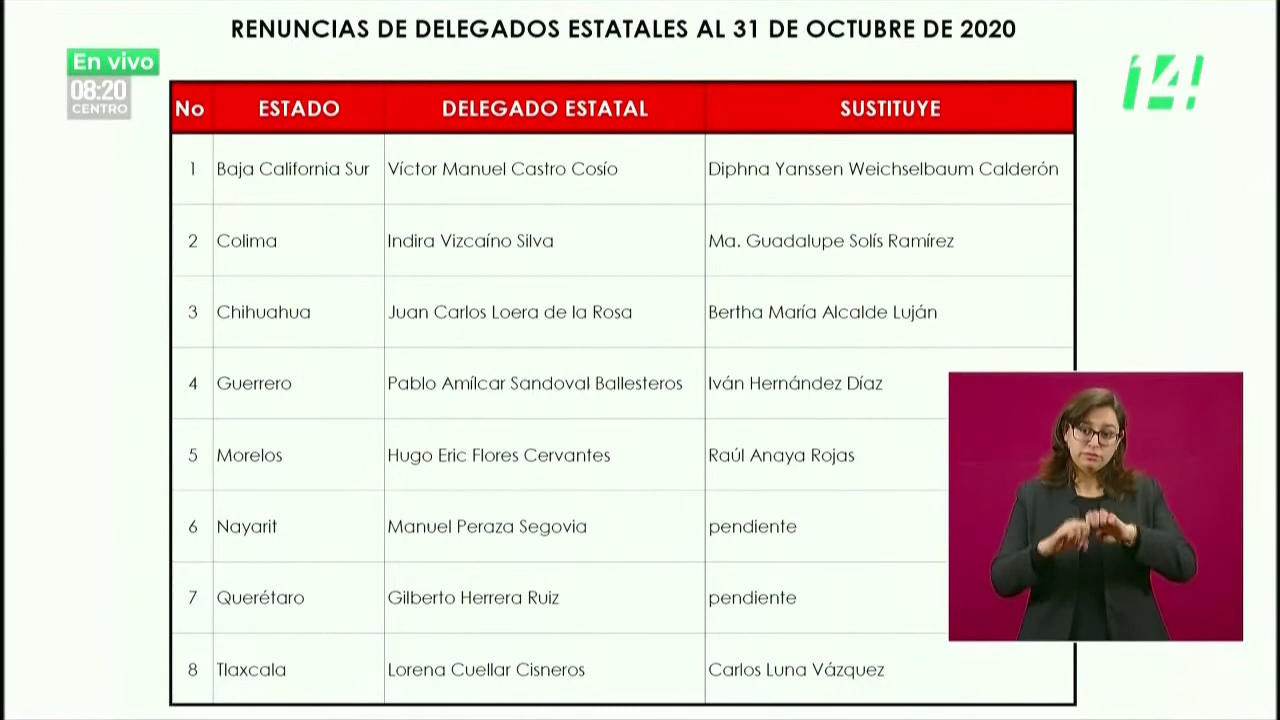 RENUNCIAS DE DELEGADOS ESTATALES AL 31 DE OCTUBRE DE 2020
En vivo
08:20
CENTRO
14!
No ESTADO DELEGADO ESTATAL SUSTITUYE
1 Baja California Sur Víctor Manuel Castro Cosío Diphna Yanssen Weichselbaum Calderón
2 Colima Indira Vizcaíno Silva Ma. Guadalupe Solís Ramírez
3 Chihuahua Juan Carlos Loera de la Rosa Bertha María Alcalde Luján
4 Guerrero Pablo Amílcar Sandoval Ballesteros Iván Hernández Díaz
5 Morelos Hugo Eric Flores Cervantes Raúl Anaya Rojas
6 Nayarit Manuel Peraza Segovia pendiente
7 Querétaro Gilberto Herrera Ruiz pendiente
8 Tlaxcala Lorena Cuellar Cisneros Carlos Luna Vázquez